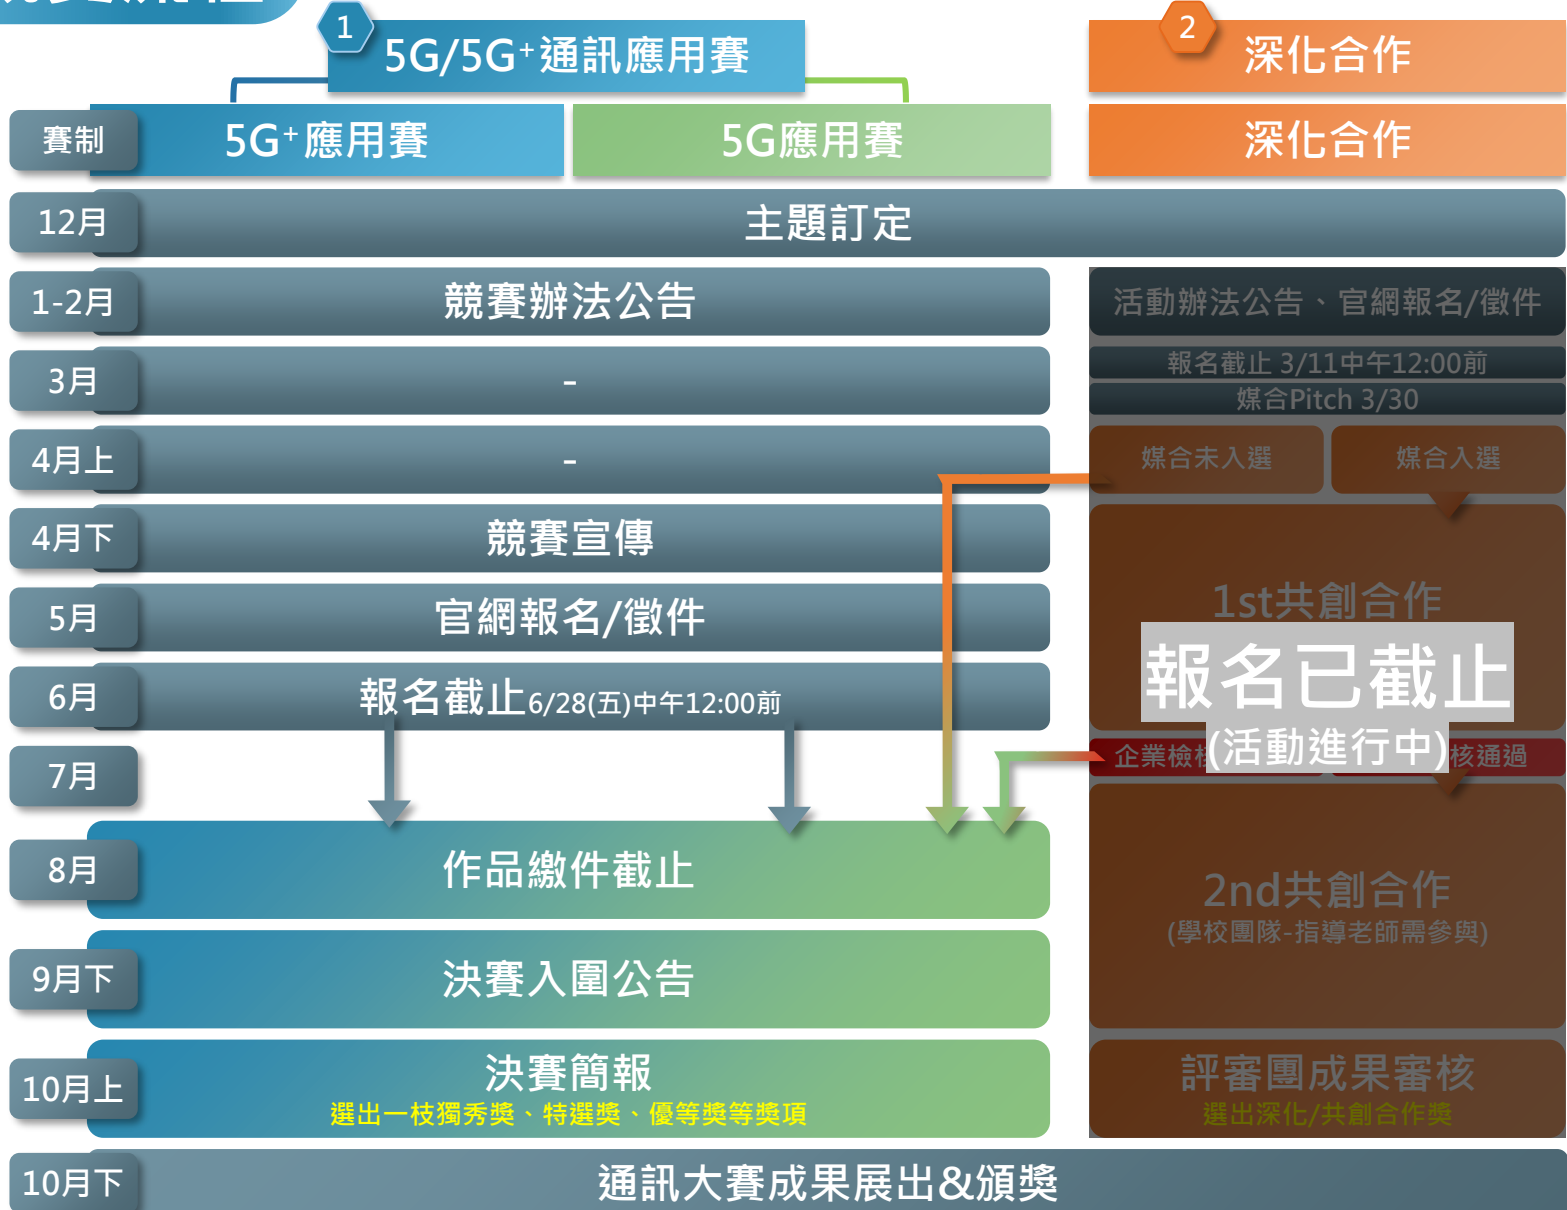 1
5G/5G⁺通訊應用賽
2
深化合作
賽制
5G⁺應用賽
5G應用賽
深化合作
12月
主題訂定
1-2月
競賽辦法公告
活動辦法公告、官網報名/徵件
3月
-
報名截止 3/11中午12:00前
媒合Pitch 3/30
4月上
-
媒合未入選
媒合入選
4月下
競賽宣傳
5月
官網報名/徵件
1st共創合作
6月
報名截止6/28(五)中午12:00前
報名已截止
(活動進行中)
7月
企業檢
核通過
8月
作品繳件截止
2nd共創合作
(學校團隊-指導老師需參與)
9月下
決賽入圍公告
10月上
決賽簡報
選出一枝獨秀獎、特選獎、優等獎等獎項
評審團成果審核
選出深化/共創合作獎
10月下
通訊大賽成果展出&頒獎